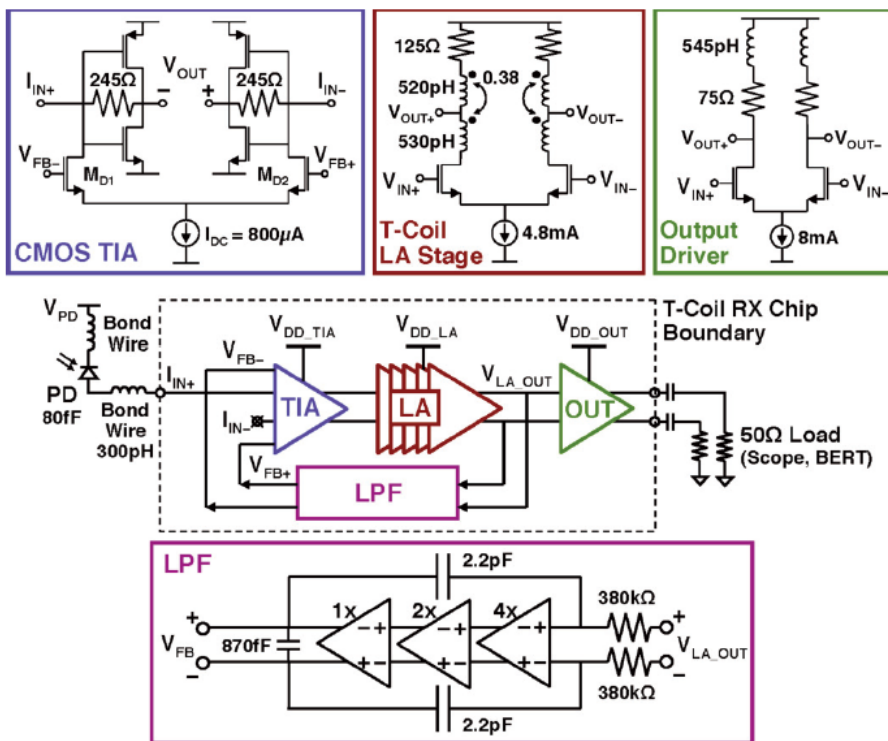 V_OUT
245Ω
245Ω
I_IN+
− +
I_IN−
V_FB−
M_D1
M_D2
V_FB+
I_DC = 800µA
CMOS TIA
125Ω
520pH
0.38
V_OUT+
V_OUT−
530pH
V_IN+
V_IN−
4.8mA
T-Coil
LA Stage
545pH
75Ω
V_OUT+
V_OUT−
V_IN+
V_IN−
8mA
Output
Driver
V_PD
Bond
Wire
PD
80fF
Bond
Wire
300pH
I_IN+
V_FB−
V_DD_TIA
V_DD_LA
V_DD_OUT
T-Coil RX Chip
Boundary
TIA
LA
V_LA_OUT
OUT
I_IN−
V_FB+
LPF
50Ω Load
(Scope, BERT)
LPF
2.2pF
380kΩ
+
V_FB
−
870fF
1x
2x
4x
− +
− +
− +
+ −
+ −
+ −
+
V_LA_OUT
−
380kΩ
2.2pF